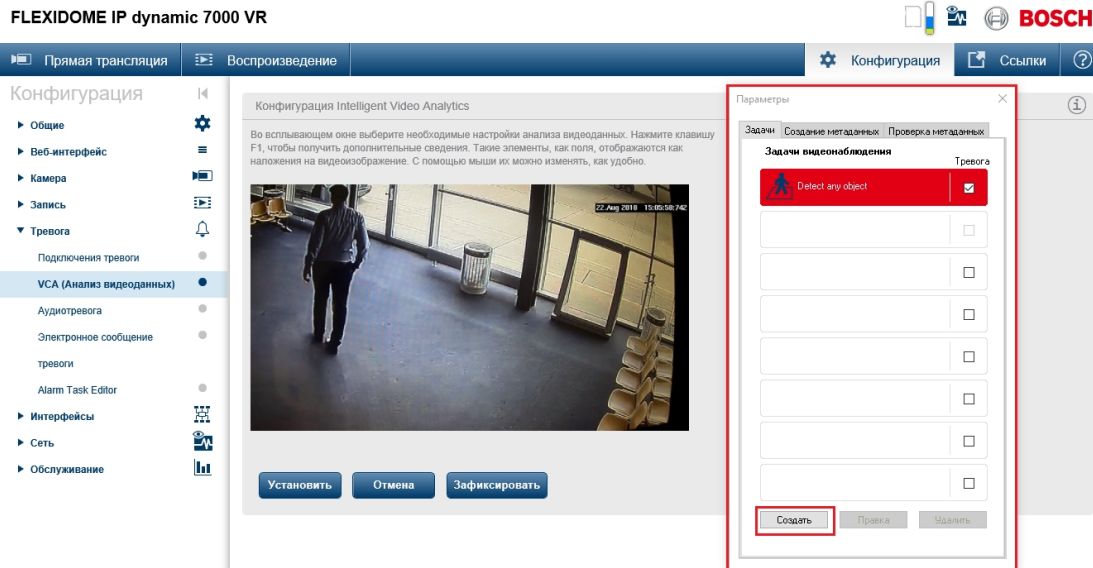 FLEXIDOME IP dynamic 7000 VR
BOSCH
Прямая трансляция
Воспроизведение
Конфигурация
Ссылки
Конфигурация
Общие
Веб-интерфейс
Камера
Запись
Тревога
Подключения тревоги
VCA (Анализ видеоданных)
Аудиотревога
Электронное сообщение
тревоги
Alarm Task Editor
Интерфейсы
Сеть
Обслуживание
Конфигурация Intelligent Video Analytics
Во всплывающем окне выберите необходимые настройки анализа видеоданных. Нажмите клавишу
F1, чтобы получить дополнительные сведения. Такие элементы, как поля, отображаются как
наложения на видеоизображение. С помощью мыши их можно изменять, как удобно.
22.Aug 2018 15:05:58:742
Установить
Отмена
Зафиксировать
Параметры
Задачи
Создание метаданных
Проверка метаданных
Задачи видеонаблюдения
Тревога
Detect any object
Создать
Правка
Удалить